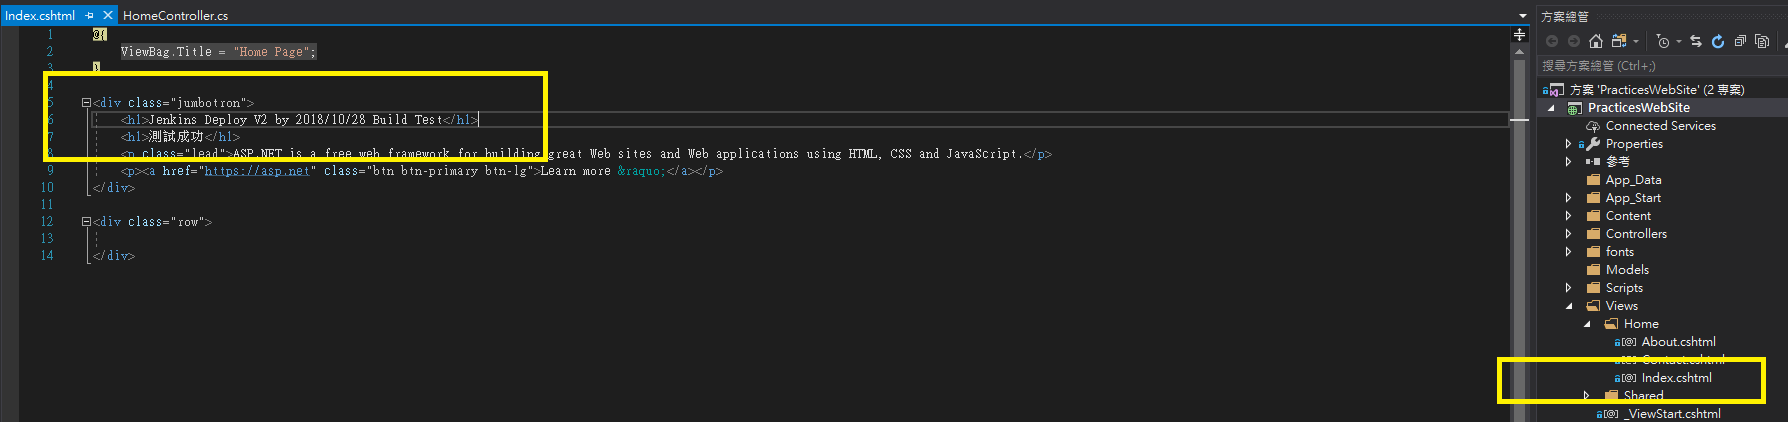 Index.cshtml
HomeController.cs
1 @{
2 ViewBag.Title = "Home Page";
3 }
4
5 <div class="jumbotron">
6 <h1>Jenkins Deploy V2 by 2018/10/28 Build Test</h1>
7 <h1>測試成功</h1>
8 <p class="lead">ASP.NET is a free web framework for building great Web sites and Web applications using HTML, CSS and JavaScript.</p>
9 <p><a href="https://asp.net" class="btn btn-primary btn-lg">Learn more &raquo;</a></p>
10 </div>
11
12 <div class="row">
13
14 </div>
方案總管
搜尋方案總管 (Ctrl+;)
方案 'PracticesWebSite' (2 專案)
PracticesWebSite
Connected Services
Properties
參考
App_Data
App_Start
Content
Controllers
fonts
Models
Scripts
Views
Home
About.cshtml
Contact.cshtml
Index.cshtml
Shared
_ViewStart.cshtml